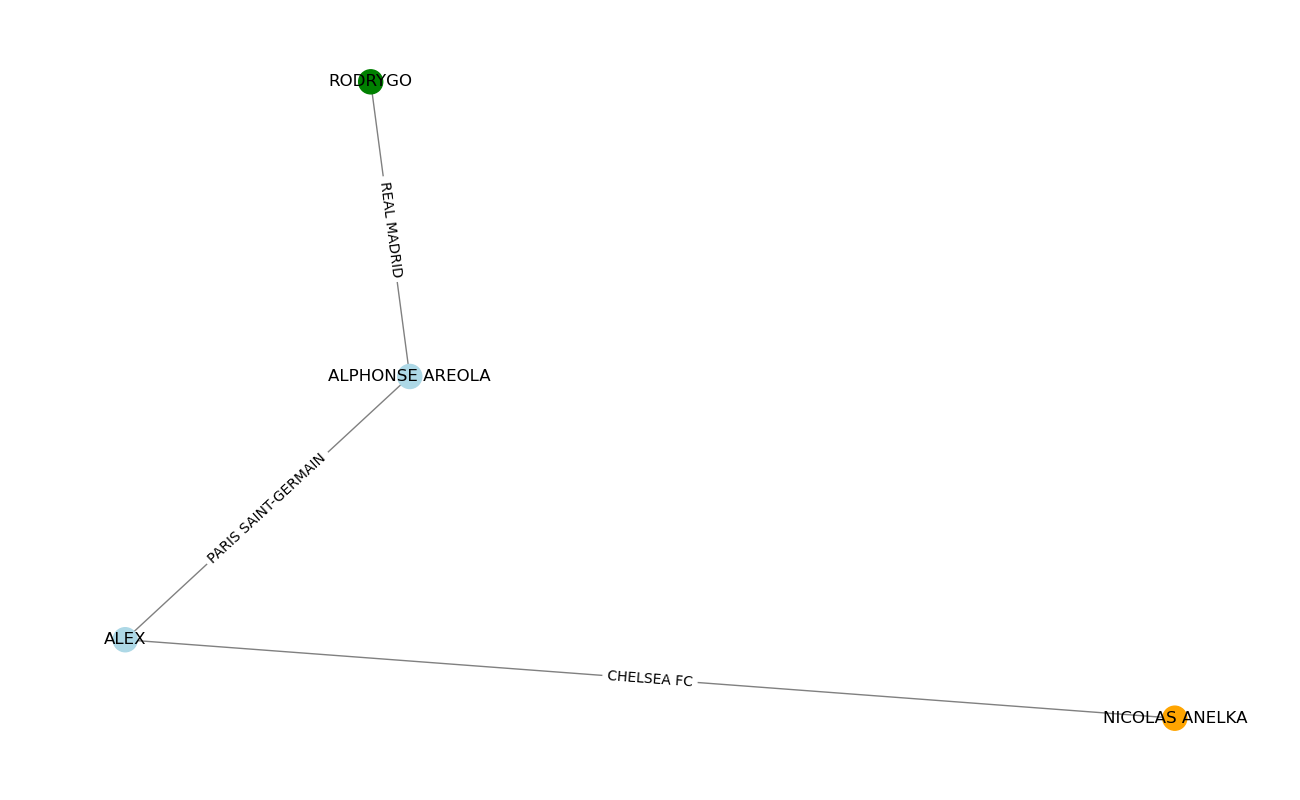 RODRYGO
REAL MADRID
ALPHONSE AREOLA
PARIS SAINT-GERMAIN
ALEX
CHELSEA FC
NICOLAS ANELKA